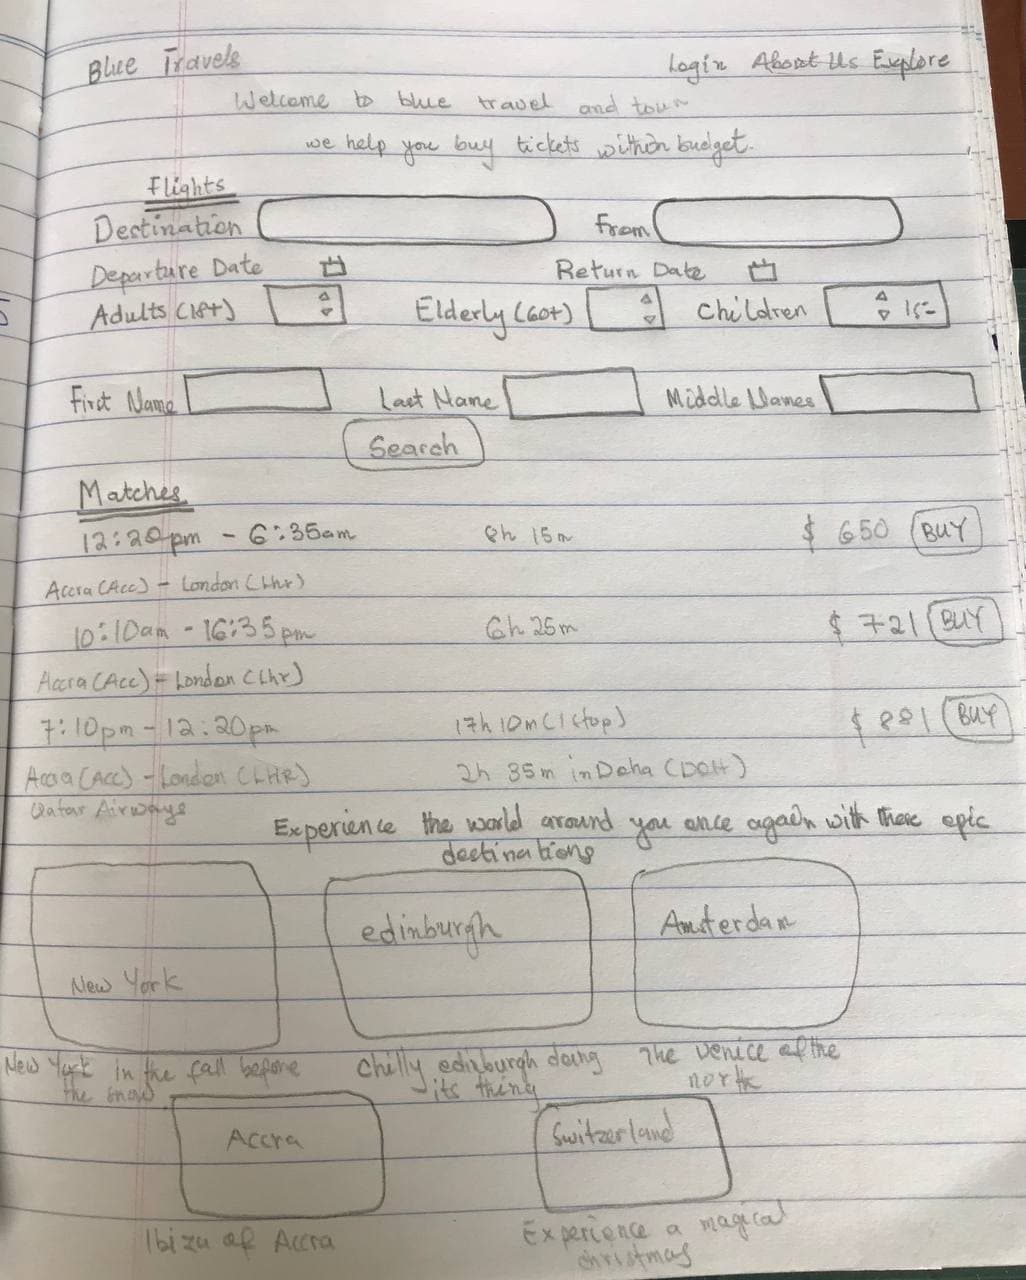 Blue Travels Login About Us Explore
Welcome to blue travel and tour
we help you buy tickets within budget.
Flights
Destination From
Departure Date Return Date
Adults (18+) Elderly (60+) Children 15-
First Name Last Name Middle Names
Search
Matches
12:20pm - 6:35am 8h 15m $ 650 BUY
Accra (Acc) - London (Lhr)
10:10am - 16:35pm 6h 25m $ 721 BUY
Accra (Acc) - London (Lhr)
7:10pm - 12:20pm 17h 10m (1 stop) $ 881 BUY
Accra (Acc) - London (LHR) 2h 35m in Doha (DOH)
Qatar Airways
Experience the world around you once again with these epic
destinations
New York edinburgh Amsterdam
New York in the fall before chilly edinburgh doing The venice of the
the snow its thing north
Accra Switzerland
Ibiza of Accra Experience a magical
christmas